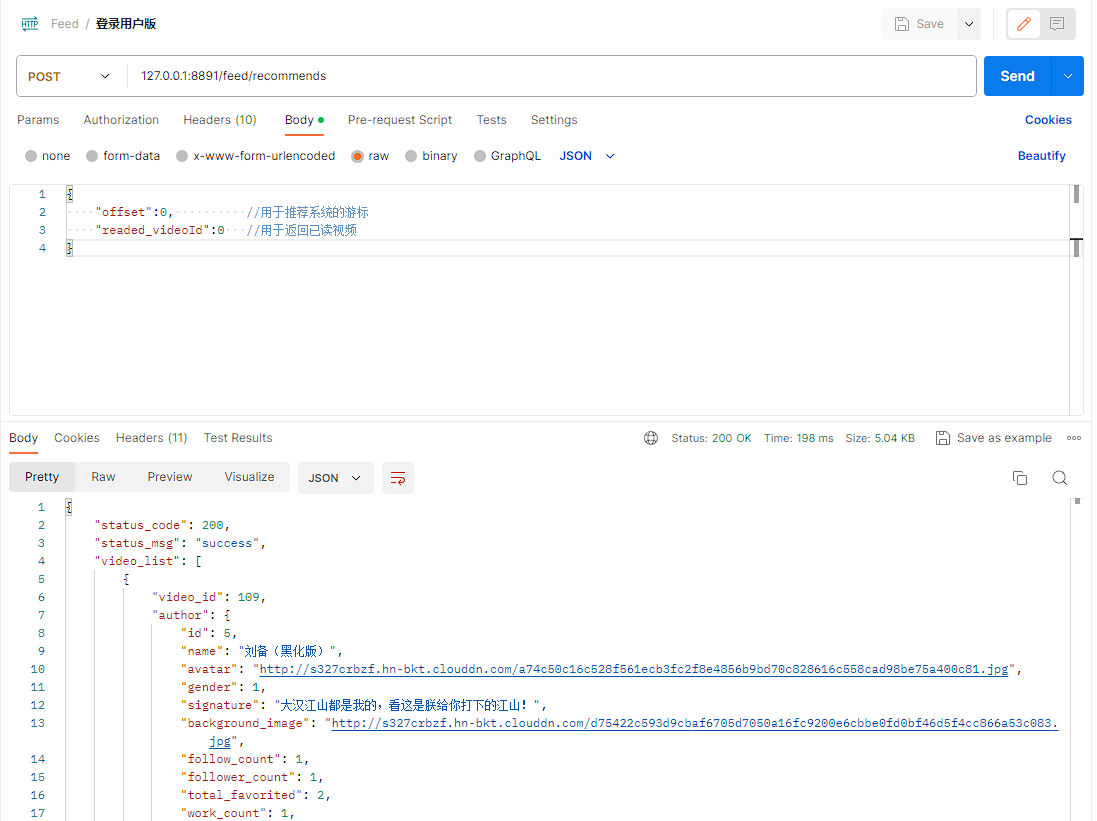 HTTP Feed / 登录用户版 Save
POST 127.0.0.1:8891/feed/recommends Send
Params Authorization Headers (10) Body Pre-request Script Tests Settings Cookies
none form-data x-www-form-urlencoded raw binary GraphQL JSON Beautify
1 {
2 "offset":0, //用于推荐系统的游标
3 "readed_videoId":0 //用于返回已读视频
4 }
Body Cookies Headers (11) Test Results Status: 200 OK Time: 198 ms Size: 5.04 KB Save as example
Pretty Raw Preview Visualize JSON
1 {
2 "status_code": 200,
3 "status_msg": "success",
4 "video_list": [
5 {
6 "video_id": 109,
7 "author": {
8 "id": 5,
9 "name": "刘备（黑化版）",
10 "avatar": "http://s327crbzf.hn-bkt.clouddn.com/a74c50c16c528f561ecb3fc2f8e4856b9bd70c828616c558cad98be75a400c81.jpg",
11 "gender": 1,
12 "signature": "大汉江山都是我的，看这是朕给你打下的江山！",
13 "background_image": "http://s327crbzf.hn-bkt.clouddn.com/d75422c593d9cbaf6705d7050a16fc9200e6cbbe0fd0bf46d5f4cc866a53c083.
jpg",
14 "follow_count": 1,
15 "follower_count": 1,
16 "total_favorited": 2,
17 "work_count": 1,